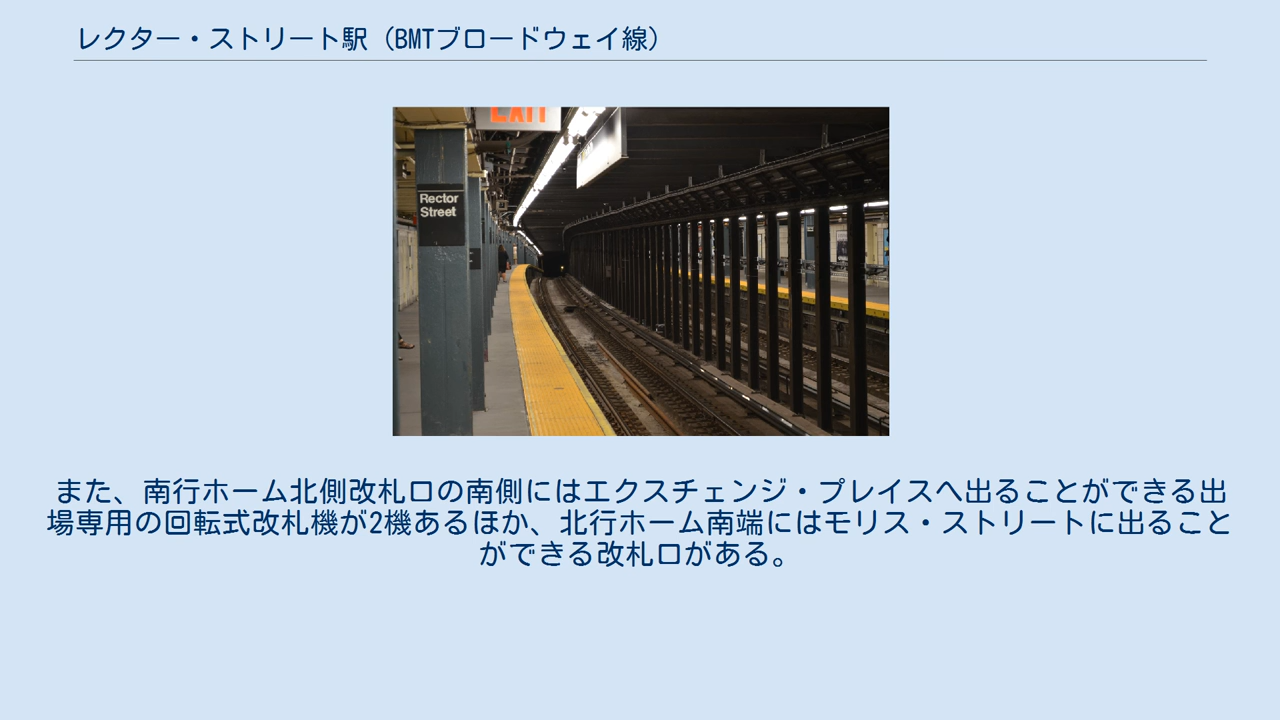 レクター・ストリート駅（BMTブロードウェイ線）
EXIT
Rector
Street
また、南行ホーム北側改札口の南側にはエクスチェンジ・プレイスへ出ることができる出
場専用の回転式改札機が2機あるほか、北行ホーム南端にはモリス・ストリートに出ること
ができる改札口がある。